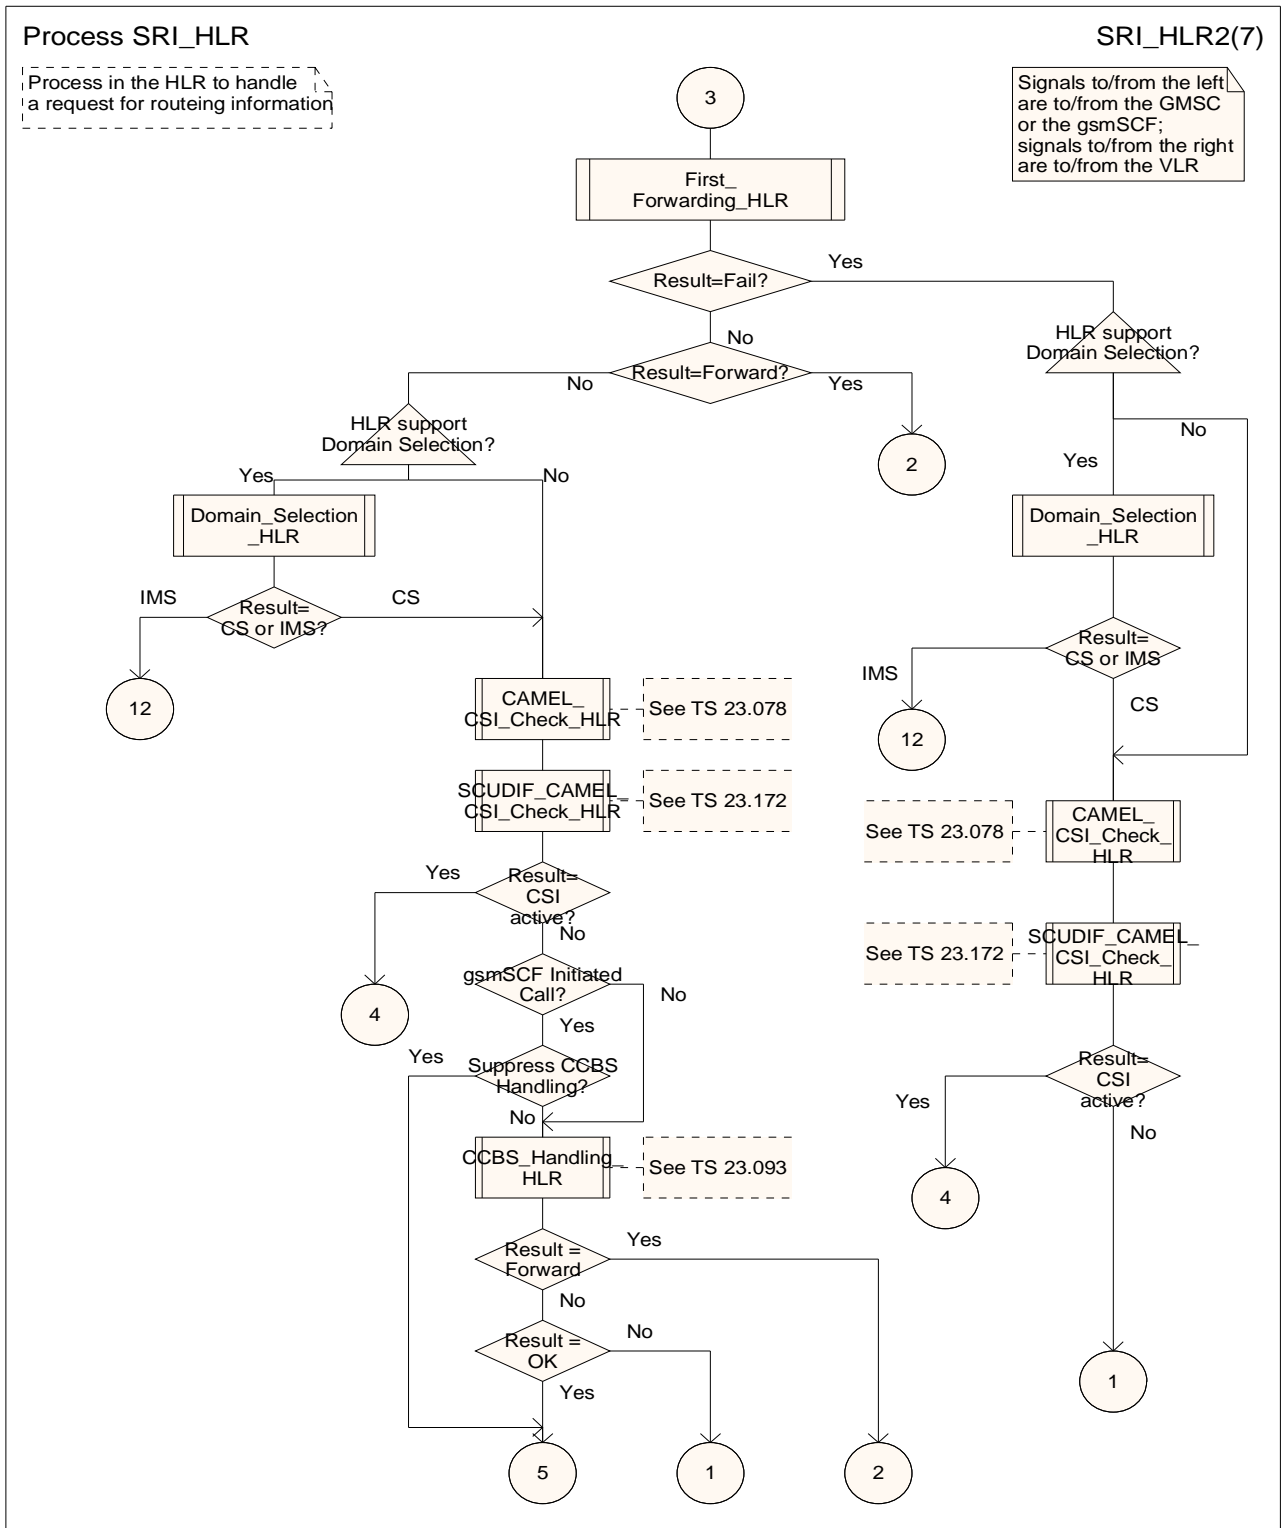 Process SRI_HLR
SRI_HLR2(7)
Process in the HLR to handle
a request for routeing information
Signals to/from the left
are to/from the GMSC
or the gsmSCF;
signals to/from the right
are to/from the VLR
3
First_
Forwarding_HLR
Result=Fail?
Yes
No
HLR support
Domain Selection?
Result=Forward?
No
Yes
2
HLR support
Domain Selection?
Yes
No
No
Yes
Domain_Selection
_HLR
Domain_Selection
_HLR
IMS
Result=
CS or IMS?
CS
12
Result=
CS or IMS
IMS
CS
12
CAMEL_
CSI_Check_HLR
See TS 23.078
SCUDIF_CAMEL_
CSI_Check_HLR
See TS 23.172
See TS 23.078
CAMEL_
CSI_Check_
HLR
Yes
Result=
CSI
active?
No
See TS 23.172
SCUDIF_CAMEL_
CSI_Check_
HLR
4
gsmSCF Initiated
Call?
No
Yes
Yes
Suppress CCBS
Handling?
No
Result=
CSI
active?
Yes
No
4
CCBS_Handling_
HLR
See TS 23.093
Result =
Forward
Yes
No
Result =
OK
No
Yes
1
5
1
2